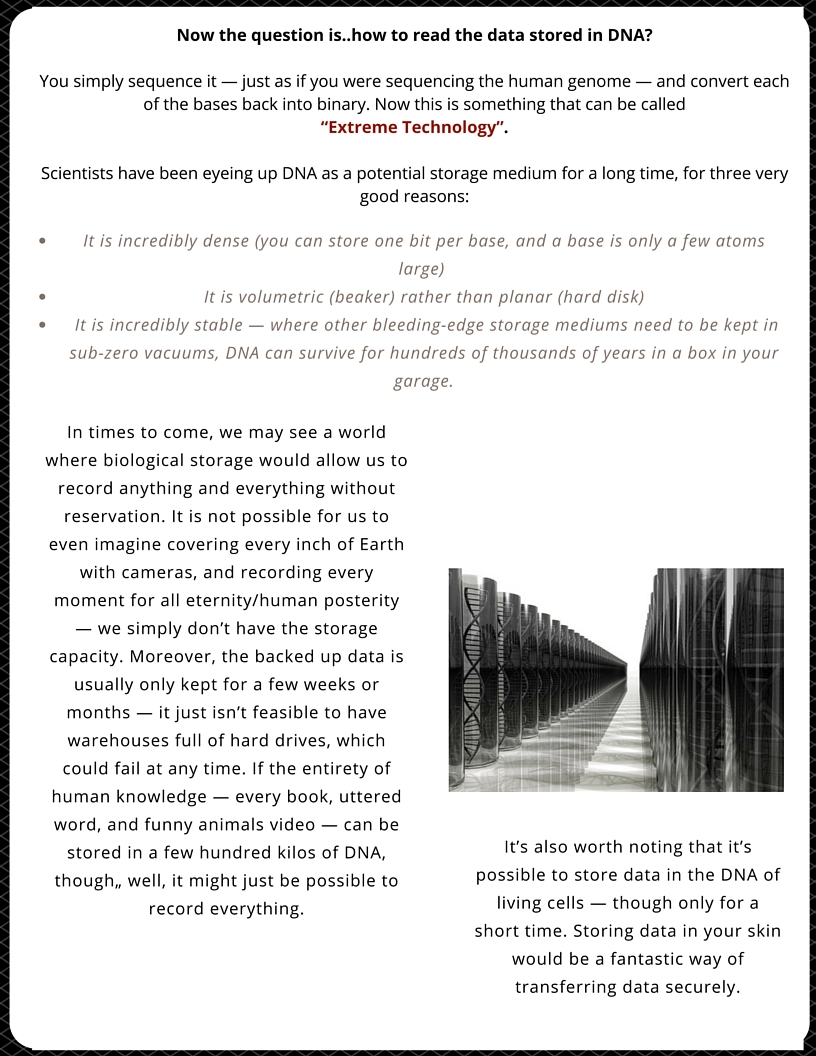 Now the question is..how to read the data stored in DNA?
You simply sequence it — just as if you were sequencing the human genome — and convert each
of the bases back into binary. Now this is something that can be called
“Extreme Technology”.
Scientists have been eyeing up DNA as a potential storage medium for a long time, for three very
good reasons:
• It is incredibly dense (you can store one bit per base, and a base is only a few atoms
large)
• It is volumetric (beaker) rather than planar (hard disk)
• It is incredibly stable — where other bleeding-edge storage mediums need to be kept in
sub-zero vacuums, DNA can survive for hundreds of thousands of years in a box in your
garage.
In times to come, we may see a world
where biological storage would allow us to
record anything and everything without
reservation. It is not possible for us to
even imagine covering every inch of Earth
with cameras, and recording every
moment for all eternity/human posterity
— we simply don’t have the storage
capacity. Moreover, the backed up data is
usually only kept for a few weeks or
months — it just isn’t feasible to have
warehouses full of hard drives, which
could fail at any time. If the entirety of
human knowledge — every book, uttered
word, and funny animals video — can be
stored in a few hundred kilos of DNA,
though„ well, it might just be possible to
record everything.
It’s also worth noting that it’s
possible to store data in the DNA of
living cells — though only for a
short time. Storing data in your skin
would be a fantastic way of
transferring data securely.